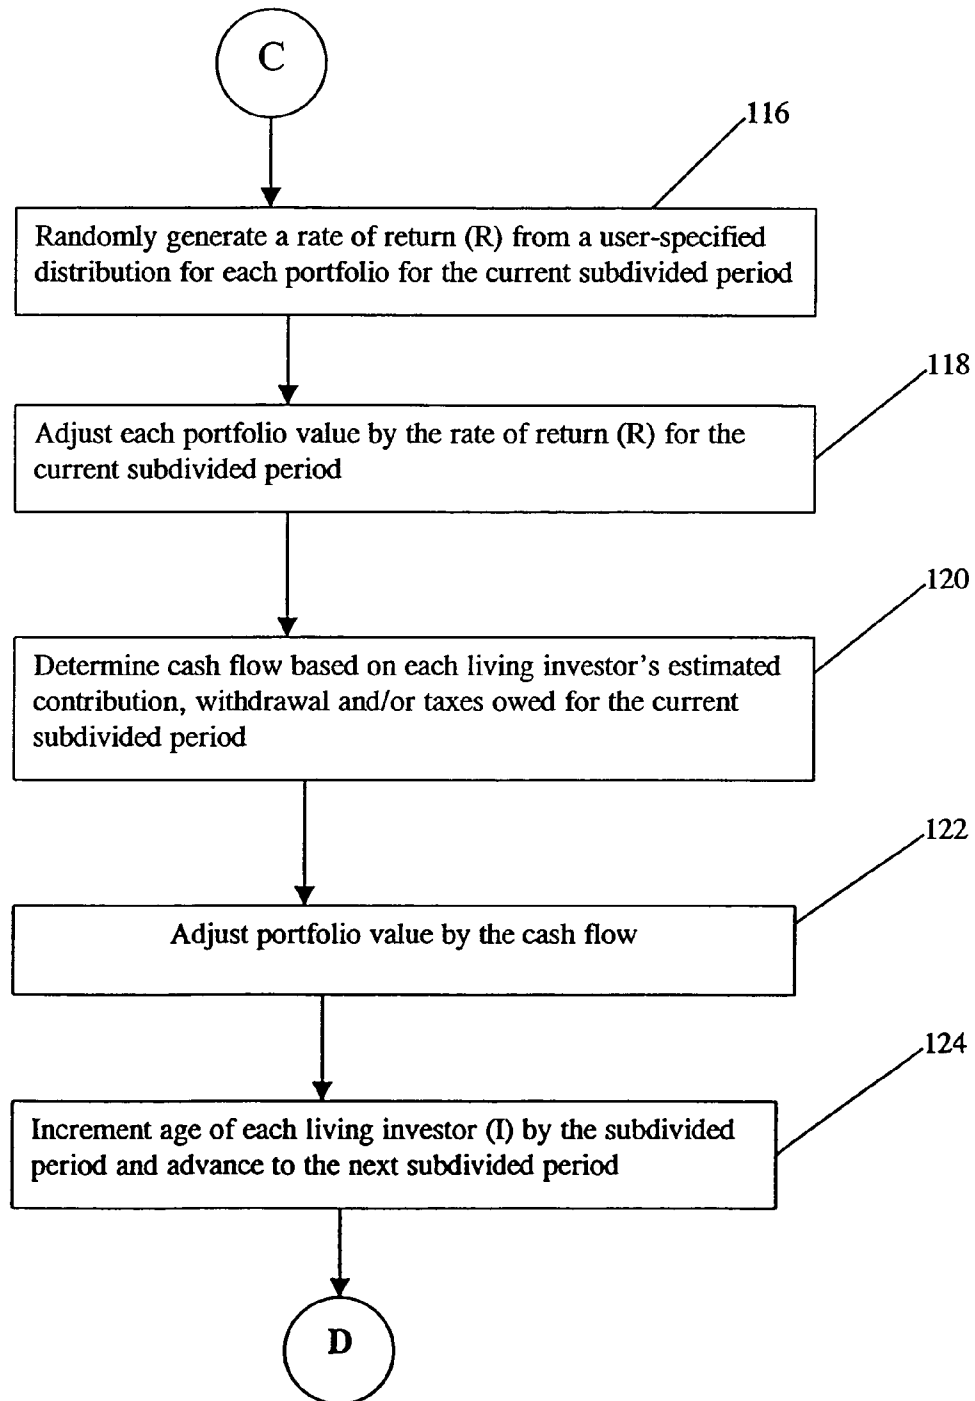 C
116
Randomly generate a rate of return (R) from a user-specified
distribution for each portfolio for the current subdivided period
118
Adjust each portfolio value by the rate of return (R) for the
current subdivided period
120
Determine cash flow based on each living investor's estimated
contribution, withdrawal and/or taxes owed for the current
subdivided period
122
Adjust portfolio value by the cash flow
124
Increment age of each living investor (I) by the subdivided
period and advance to the next subdivided period
D